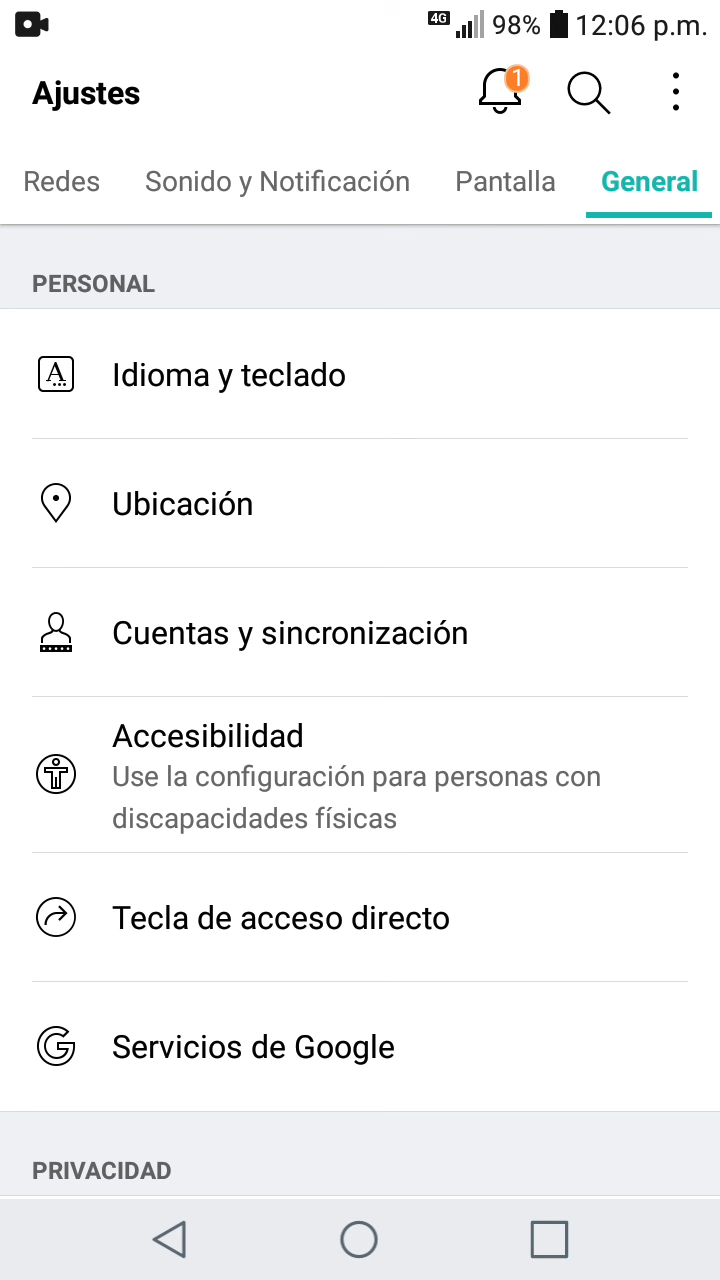 4G 98% 12:06 p.m.
Ajustes 1
Redes Sonido y Notificación Pantalla General
PERSONAL
Idioma y teclado
Ubicación
Cuentas y sincronización
Accesibilidad
Use la configuración para personas con
discapacidades físicas
Tecla de acceso directo
Servicios de Google
PRIVACIDAD